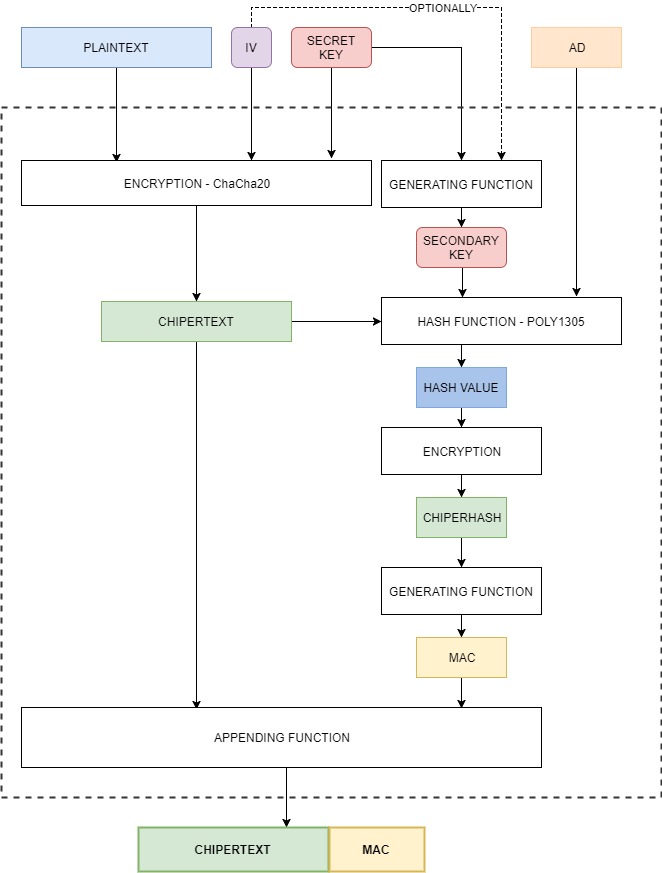 OPTIONALLY
PLAINTEXT
IV
SECRET
KEY
AD
ENCRYPTION - ChaCha20
GENERATING FUNCTION
SECONDARY
KEY
CHIPERTEXT
HASH FUNCTION - POLY1305
HASH VALUE
ENCRYPTION
CHIPERHASH
GENERATING FUNCTION
MAC
APPENDING FUNCTION
CHIPERTEXT
MAC